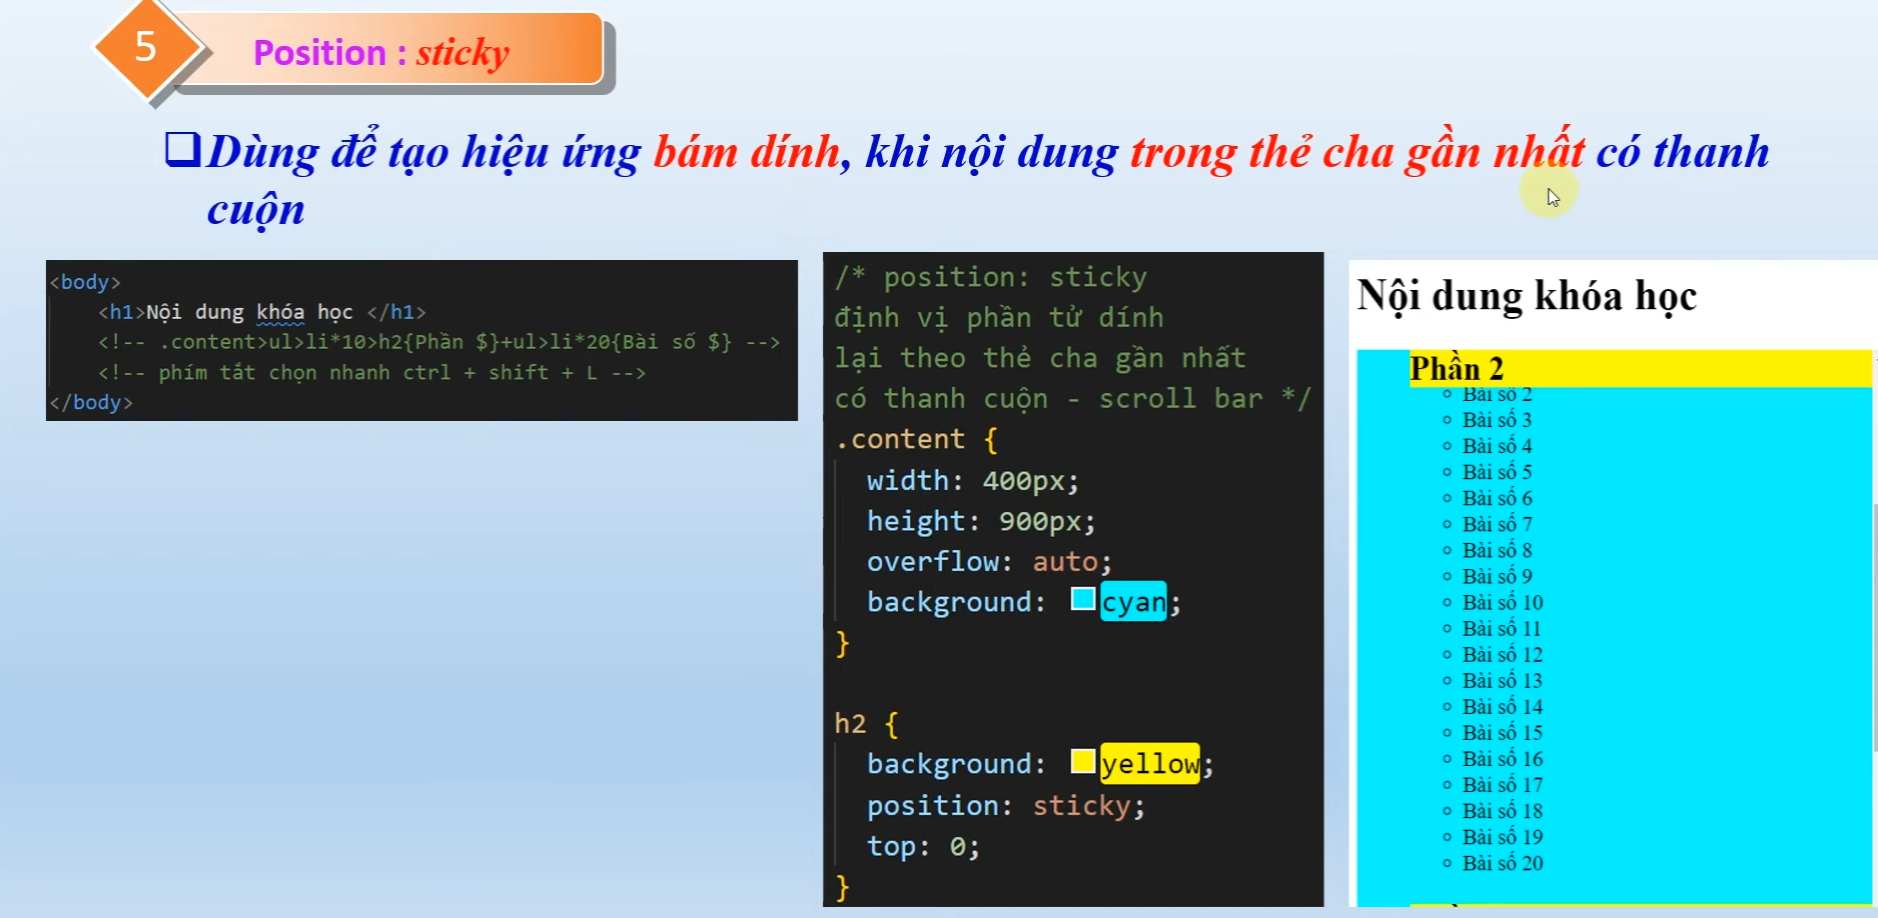 5
Position : sticky
❑Dùng để tạo hiệu ứng bám dính, khi nội dung trong thẻ cha gần nhất có thanh
cuộn
<body>
<h1>Nội dung khóa học </h1>
<!-- .content>ul>li*10>h2{Phần $}+ul>li*20{Bài số $} -->
<!-- phím tắt chọn nhanh ctrl + shift + L -->
</body>
/* position: sticky
định vị phần tử dính
lại theo thẻ cha gần nhất
có thanh cuộn - scroll bar */
.content {
width: 400px;
height: 900px;
overflow: auto;
background: cyan;
}
h2 {
background: yellow;
position: sticky;
top: 0;
}
Nội dung khóa học
Phần 2
Bài số 2
Bài số 3
Bài số 4
Bài số 5
Bài số 6
Bài số 7
Bài số 8
Bài số 9
Bài số 10
Bài số 11
Bài số 12
Bài số 13
Bài số 14
Bài số 15
Bài số 16
Bài số 17
Bài số 18
Bài số 19
Bài số 20